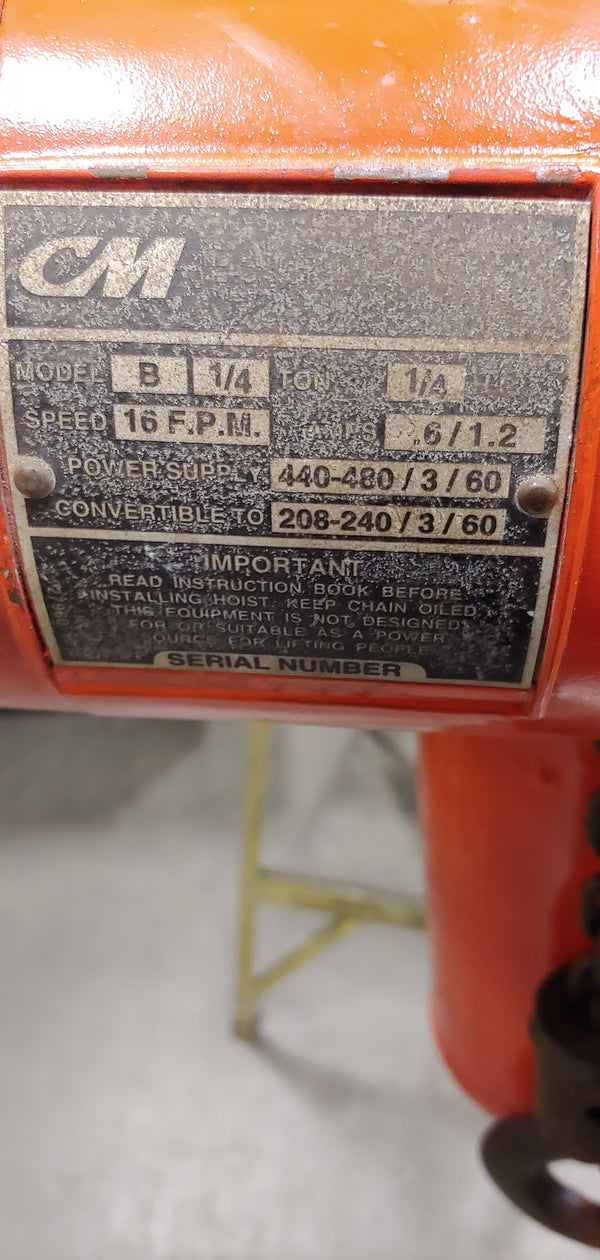 CM
MODEL B 1/4 TON 1/4
SPEED 16 F.P.M. AMPS .6/1.2
POWER SUPPLY 440-480/3/60
CONVERTIBLE TO 208-240/3/60
IMPORTANT
READ INSTRUCTION BOOK BEFORE
INSTALLING HOIST. KEEP CHAIN OILED
THIS EQUIPMENT IS NOT DESIGNED
FOR OR SUITABLE AS A POWER
SOURCE FOR LIFTING PEOPLE
SERIAL NUMBER